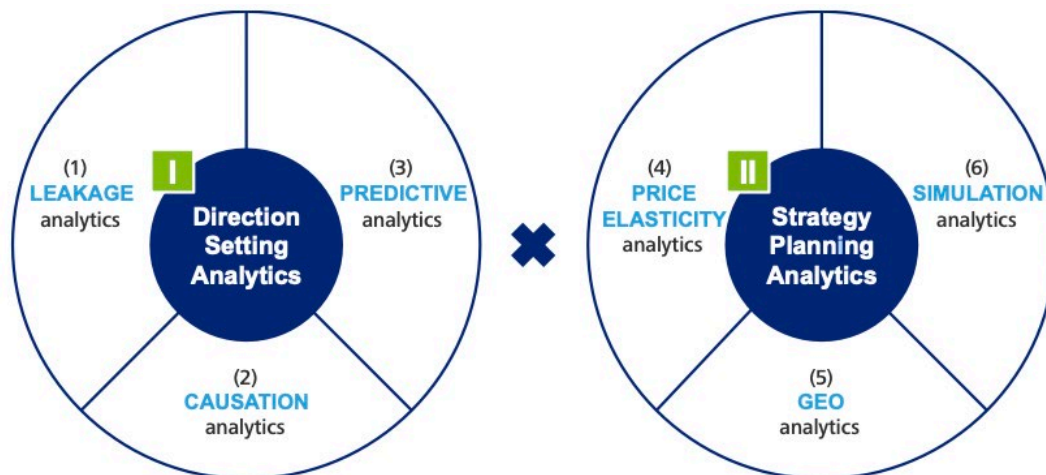 I
Direction
Setting
Analytics
(1)
LEAKAGE
analytics
(2)
CAUSATION
analytics
(3)
PREDICTIVE
analytics
II
Strategy
Planning
Analytics
(4)
PRICE
ELASTICITY
analytics
(5)
GEO
analytics
(6)
SIMULATION
analytics